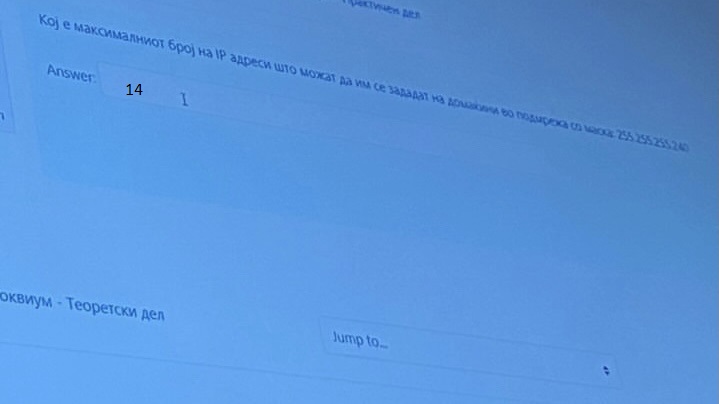 Практичен дел
Кој е максималниот број на IP адреси што можат да им се зададат на домаќини во подмрежа со маска: 255.255.255.240
Answer: 14
оквиум - Теоретски дел
Jump to...